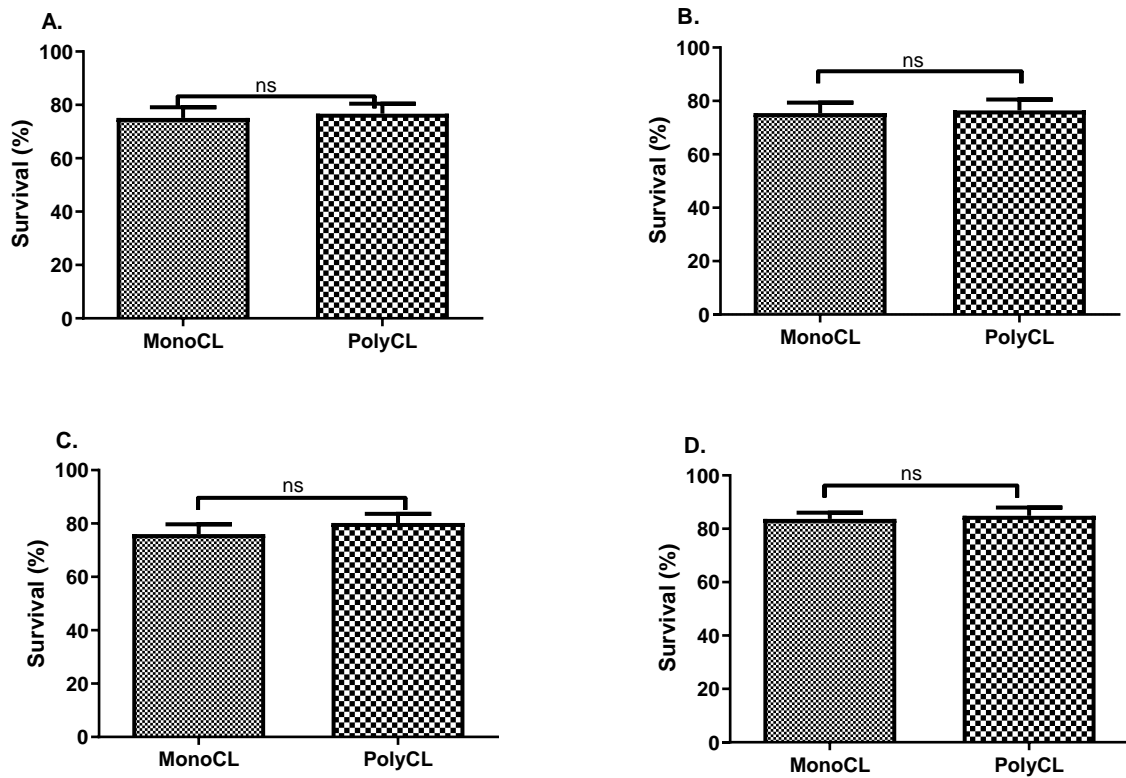 A.
Survival (%)
100
80
60
40
20
0
ns
MonoCL
PolyCL
B.
Survival (%)
100
80
60
40
20
0
ns
MonoCL
PolyCL
C.
Survival (%)
100
80
60
40
20
0
ns
MonoCL
PolyCL
D.
Survival (%)
100
80
60
40
20
0
ns
MonoCL
PolyCL